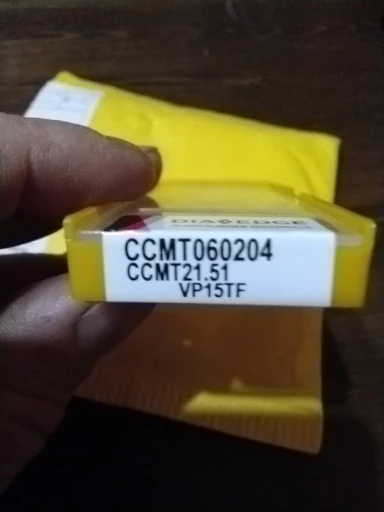 DIAEDGE
CCMT060204
CCMT21.51
VP15TF